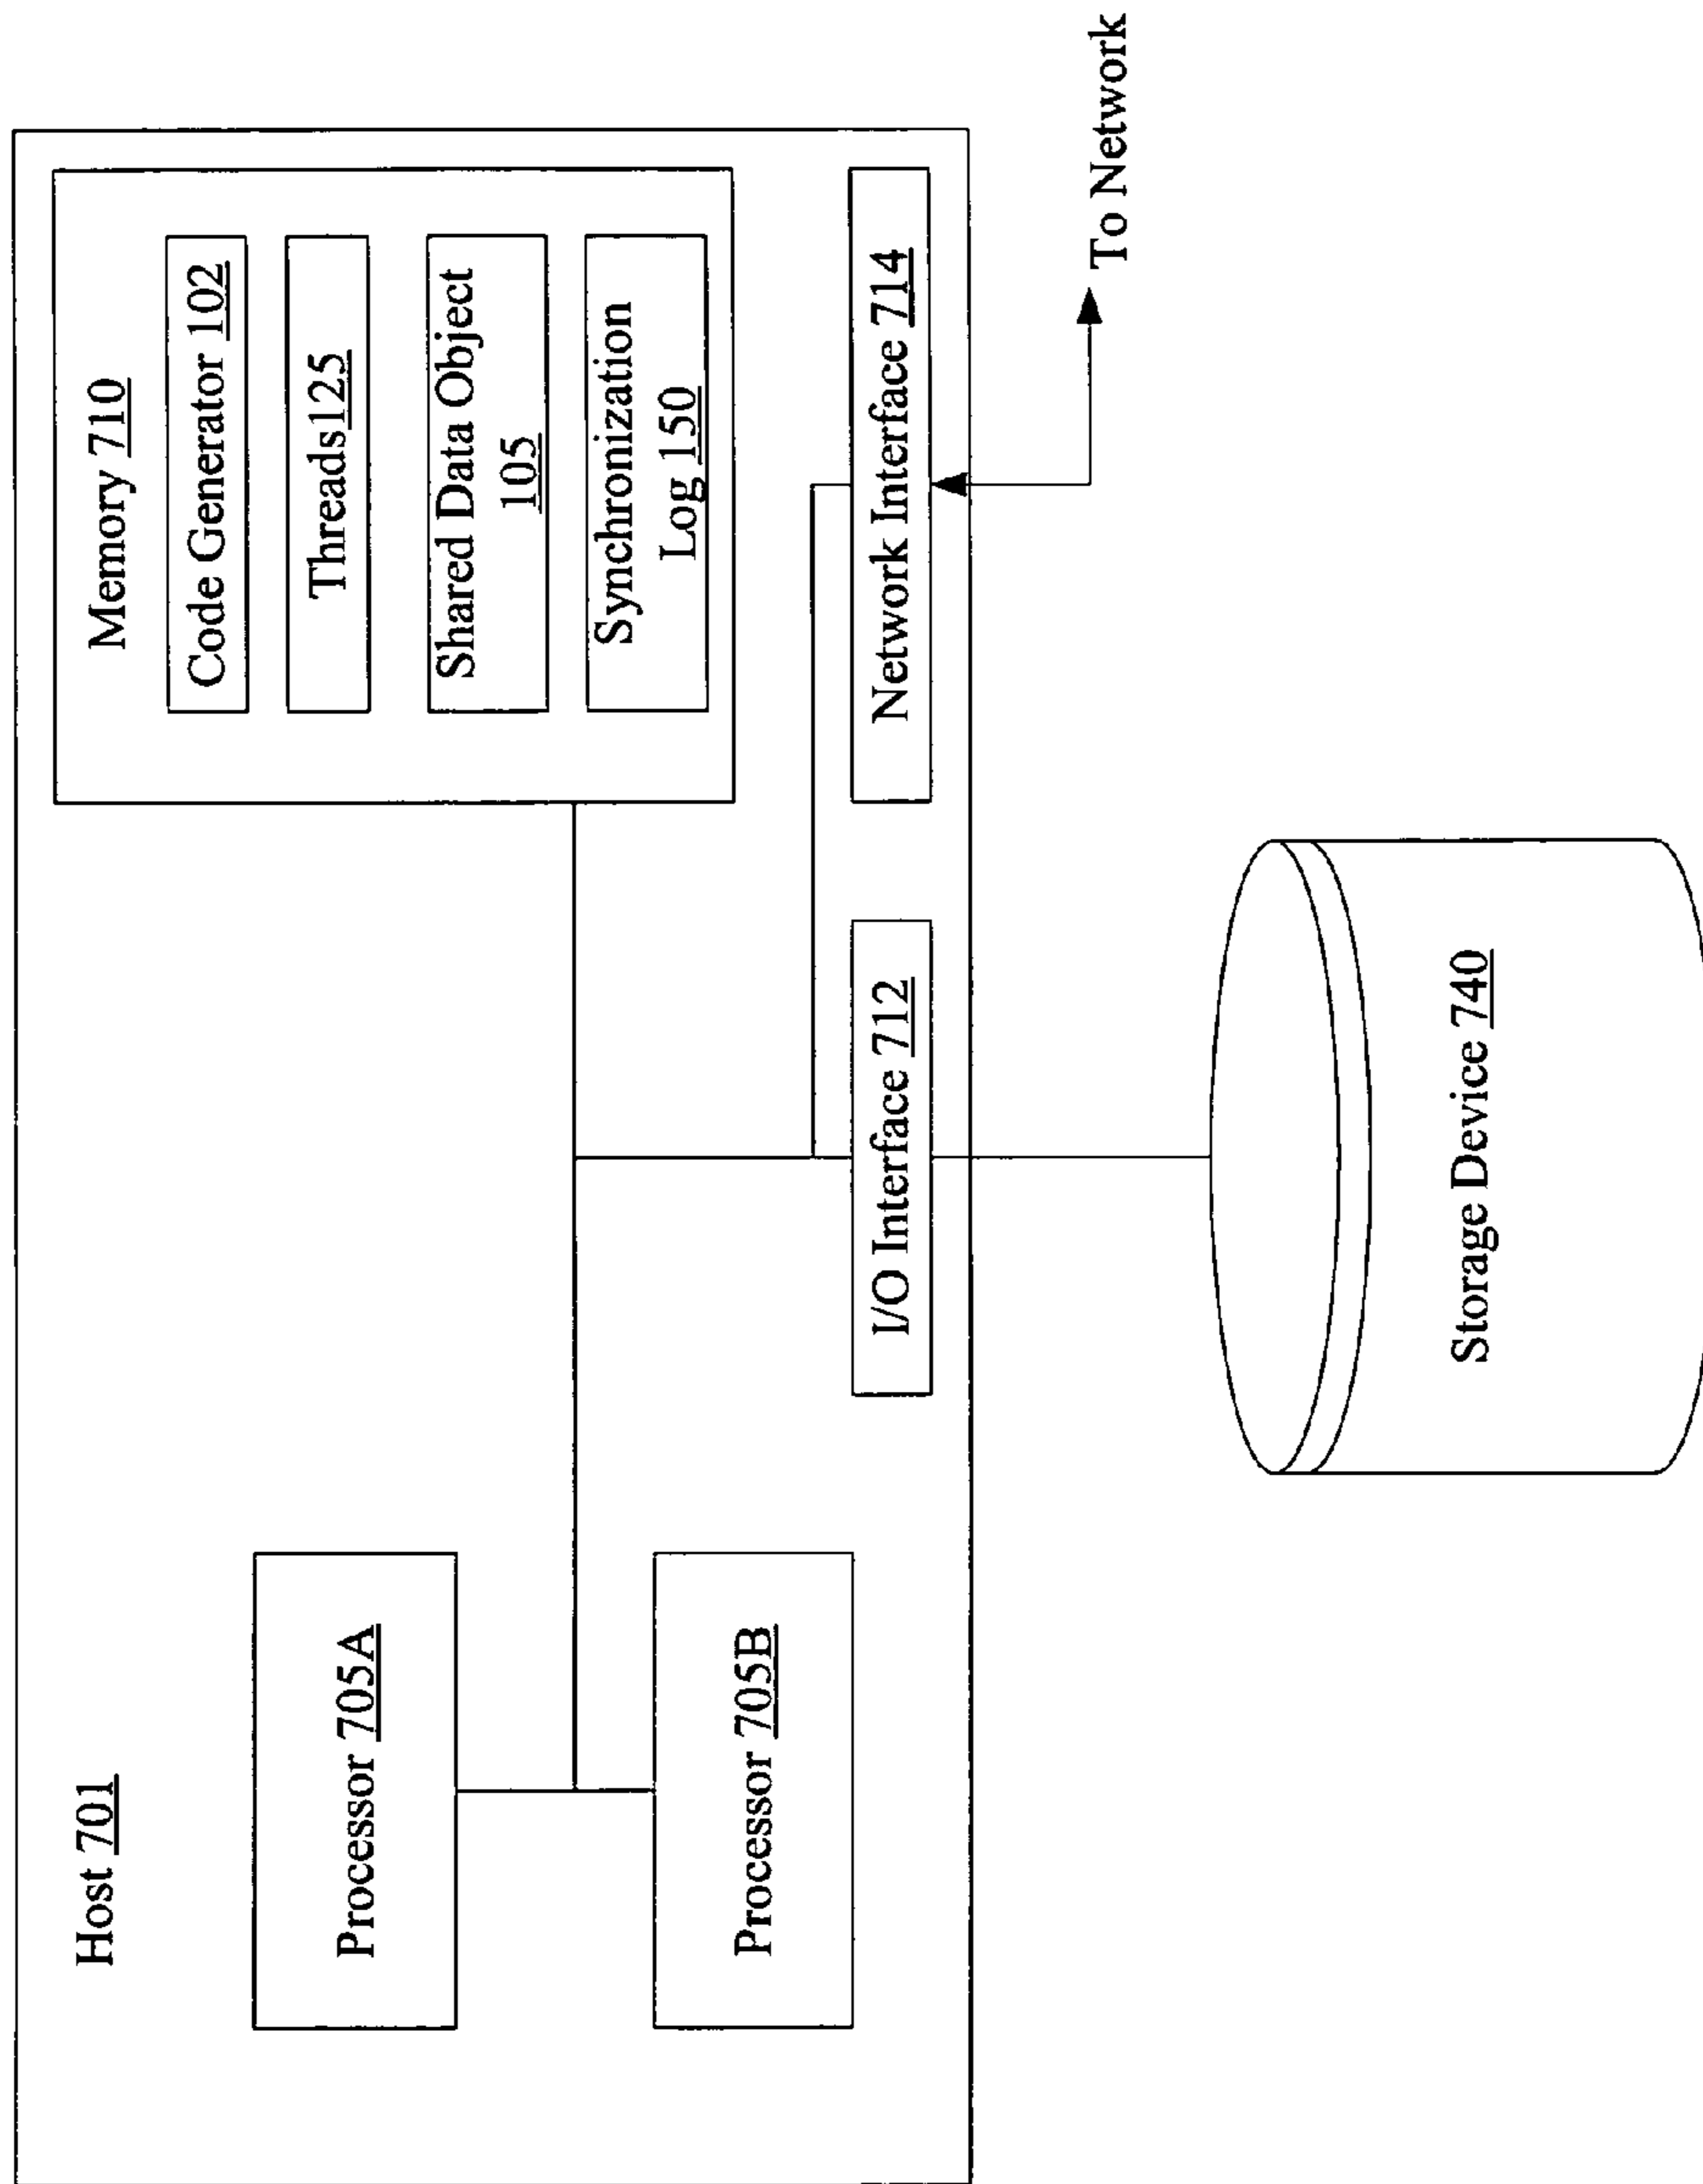 Host 701
Memory 710
Processor 705A
Code Generator 102
Threads125
Shared Data Object
105
Processor 705B
Synchronization
Log 150
I/O Interface 712
Network Interface 714
To Network
Storage Device 740